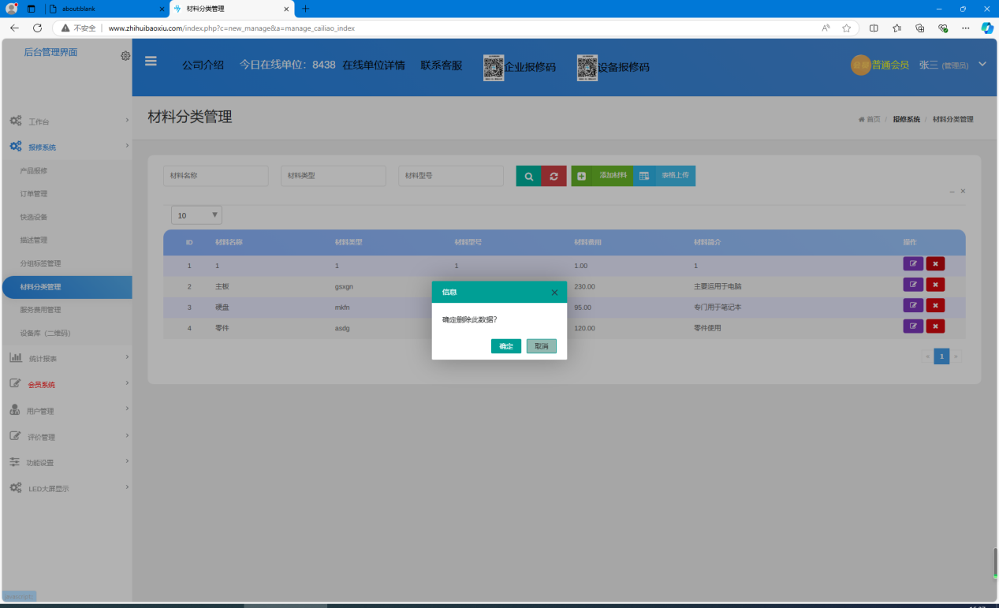 about:blank
材料分类管理
不安全 www.zhihuibaoxiu.com/index.php?c=new_manage&a=manage_cailiao_index
后台管理界面
公司介绍 今日在线单位：8438 在线单位详情 联系客服 企业报修码 设备报修码 普通会员 张三 (管理员)
材料分类管理
首页 / 报修系统 / 材料分类管理
工作台
报修系统
产品报修
订单管理
快选设备
描述管理
分组标签管理
材料分类管理
服务费用管理
设备库（二维码）
统计报表
会员系统
用户管理
评价管理
功能设置
LED大屏显示
材料名称 材料类型 材料型号 添加材料 表格上传
10
ID 材料名称 材料类型 材料型号 材料费用 材料简介 操作
1 1 1 1 1.00 1
2 主板 gsxgn 230.00 主要运用于电脑
3 硬盘 mkfn 95.00 专门用于笔记本
4 零件 asdg 120.00 零件使用
« 1 »
信息
确定删除此数据？
确定 取消